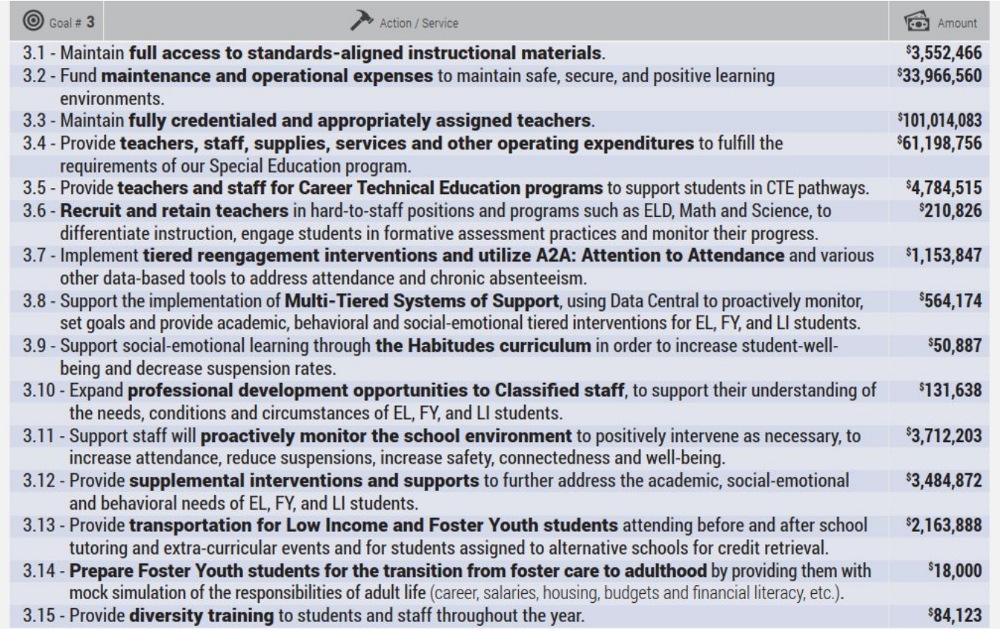 Goal # 3 Action / Service Amount
3.1 - Maintain full access to standards-aligned instructional materials. $3,552,466
3.2 - Fund maintenance and operational expenses to maintain safe, secure, and positive learning $33,966,560
environments.
3.3 - Maintain fully credentialed and appropriately assigned teachers. $101,014,083
3.4 - Provide teachers, staff, supplies, services and other operating expenditures to fulfill the $61,198,756
requirements of our Special Education program.
3.5 - Provide teachers and staff for Career Technical Education programs to support students in CTE pathways. $4,784,515
3.6 - Recruit and retain teachers in hard-to-staff positions and programs such as ELD, Math and Science, to $210,826
differentiate instruction, engage students in formative assessment practices and monitor their progress.
3.7 - Implement tiered reengagement interventions and utilize A2A: Attention to Attendance and various $1,153,847
other data-based tools to address attendance and chronic absenteeism.
3.8 - Support the implementation of Multi-Tiered Systems of Support, using Data Central to proactively monitor, $564,174
set goals and provide academic, behavioral and social-emotional tiered interventions for EL, FY, and LI students.
3.9 - Support social-emotional learning through the Habitudes curriculum in order to increase student-well- $50,887
being and decrease suspension rates.
3.10 - Expand professional development opportunities to Classified staff, to support their understanding of $131,638
the needs, conditions and circumstances of EL, FY, and LI students.
3.11 - Support staff will proactively monitor the school environment to positively intervene as necessary, to $3,712,203
increase attendance, reduce suspensions, increase safety, connectedness and well-being.
3.12 - Provide supplemental interventions and supports to further address the academic, social-emotional $3,484,872
and behavioral needs of EL, FY, and LI students.
3.13 - Provide transportation for Low Income and Foster Youth students attending before and after school $2,163,888
tutoring and extra-curricular events and for students assigned to alternative schools for credit retrieval.
3.14 - Prepare Foster Youth students for the transition from foster care to adulthood by providing them with $18,000
mock simulation of the responsibilities of adult life (career, salaries, housing, budgets and financial literacy, etc.).
3.15 - Provide diversity training to students and staff throughout the year. $84,123